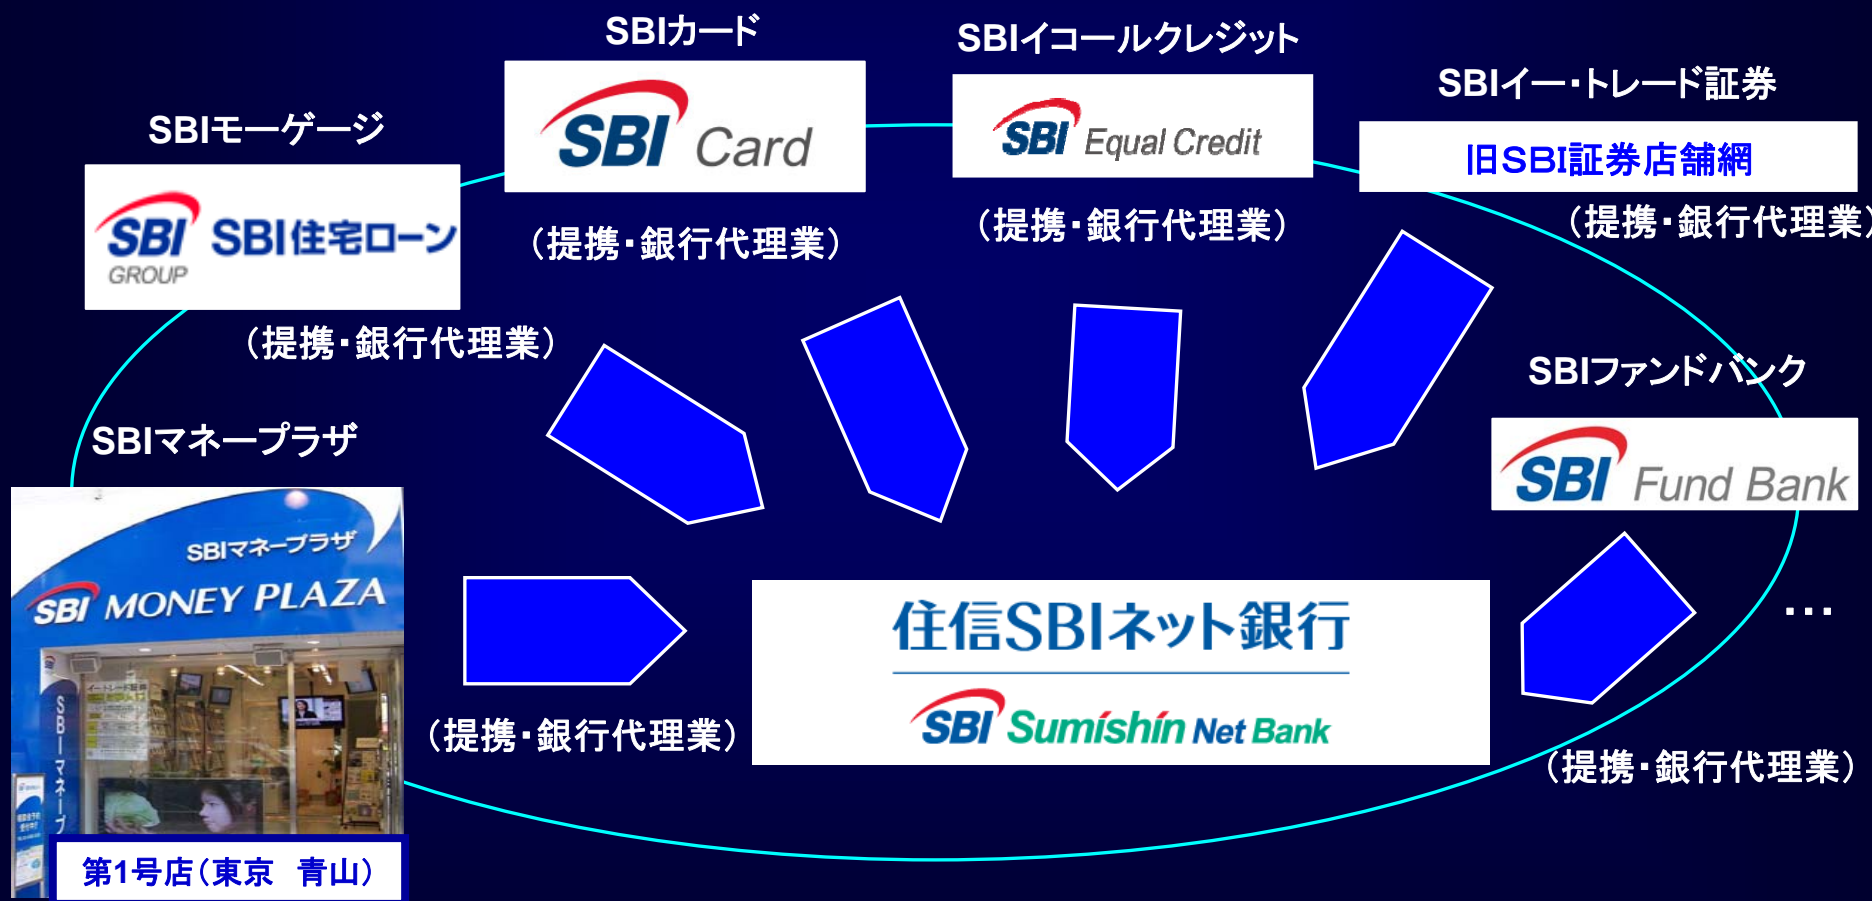 SBIカード
SBIイコールクレジット
SBIイー・トレード証券
SBIモーゲージ
SBI Card
SBI Equal Credit
旧SBI証券店舗網
SBI SBI住宅ローン
GROUP
(提携・銀行代理業)
(提携・銀行代理業)
(提携・銀行代理業)
(提携・銀行代理業)
SBIファンドバンク
SBIマネープラザ
SBI Fund Bank
SBIマネープラザ
SBI MONEY PLAZA
住信SBIネット銀行
SBI Sumishin Net Bank
…
(提携・銀行代理業)
(提携・銀行代理業)
SBIマネープ
第1号店(東京 青山)